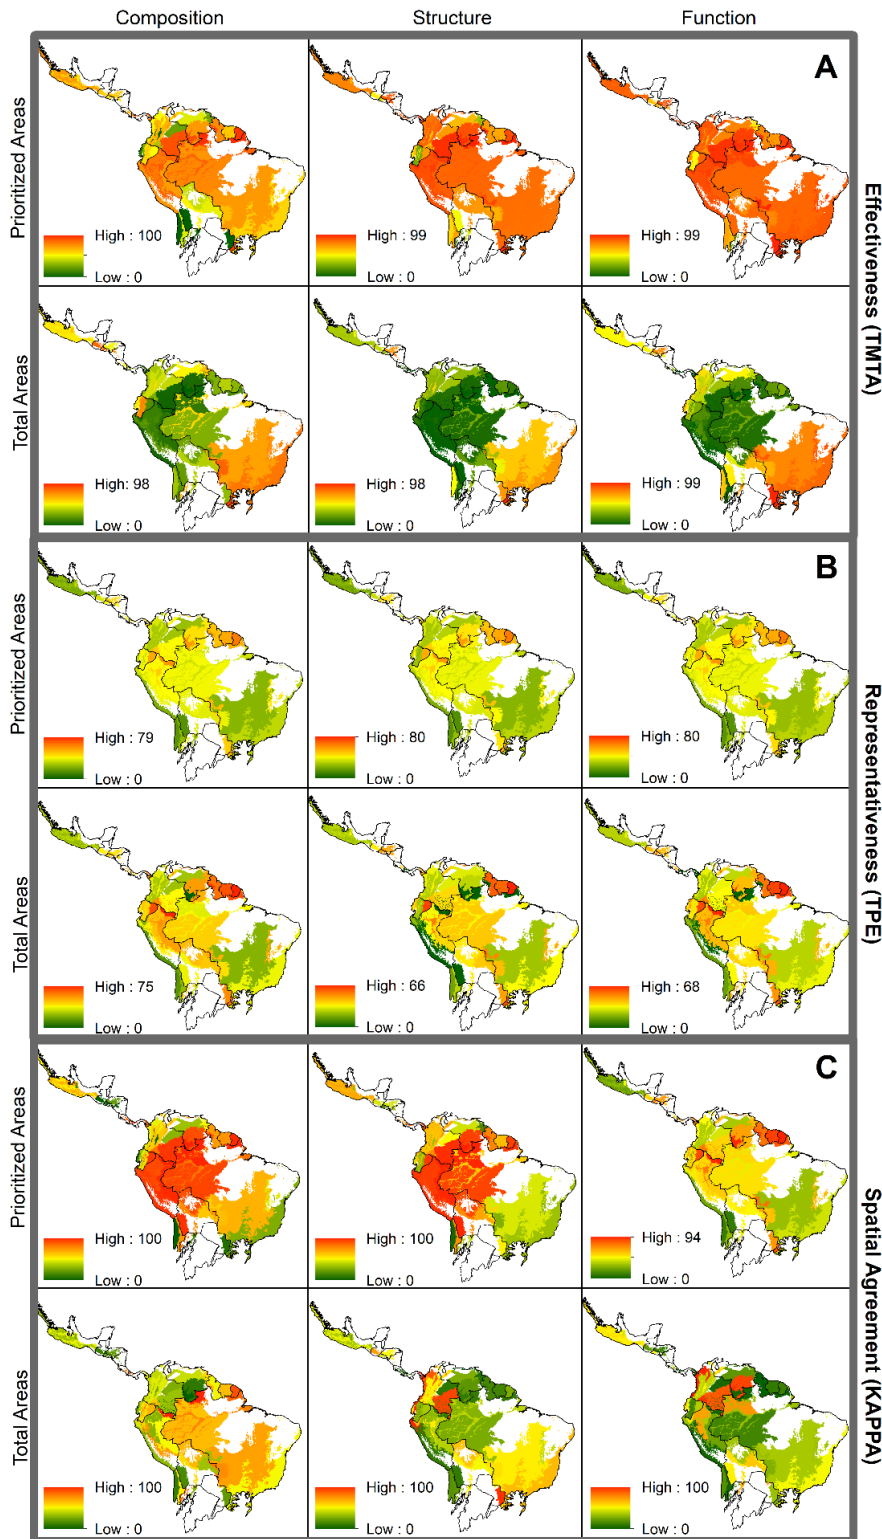 Composition Structure Function
A
Prioritized Areas
High : 100
Low : 0
High : 99
Low : 0
High : 99
Low : 0
Effectiveness (TMTA)
Total Areas
High : 98
Low : 0
High : 98
Low : 0
High : 99
Low : 0
B
Prioritized Areas
High : 79
Low : 0
High : 80
Low : 0
High : 80
Low : 0
Representativeness (TPE)
Total Areas
High : 75
Low : 0
High : 66
Low : 0
High : 68
Low : 0
C
Prioritized Areas
High : 100
Low : 0
High : 100
Low : 0
High : 94
Low : 0
Spatial Agreement (KAPPA)
Total Areas
High : 100
Low : 0
High : 100
Low : 0
High : 100
Low : 0